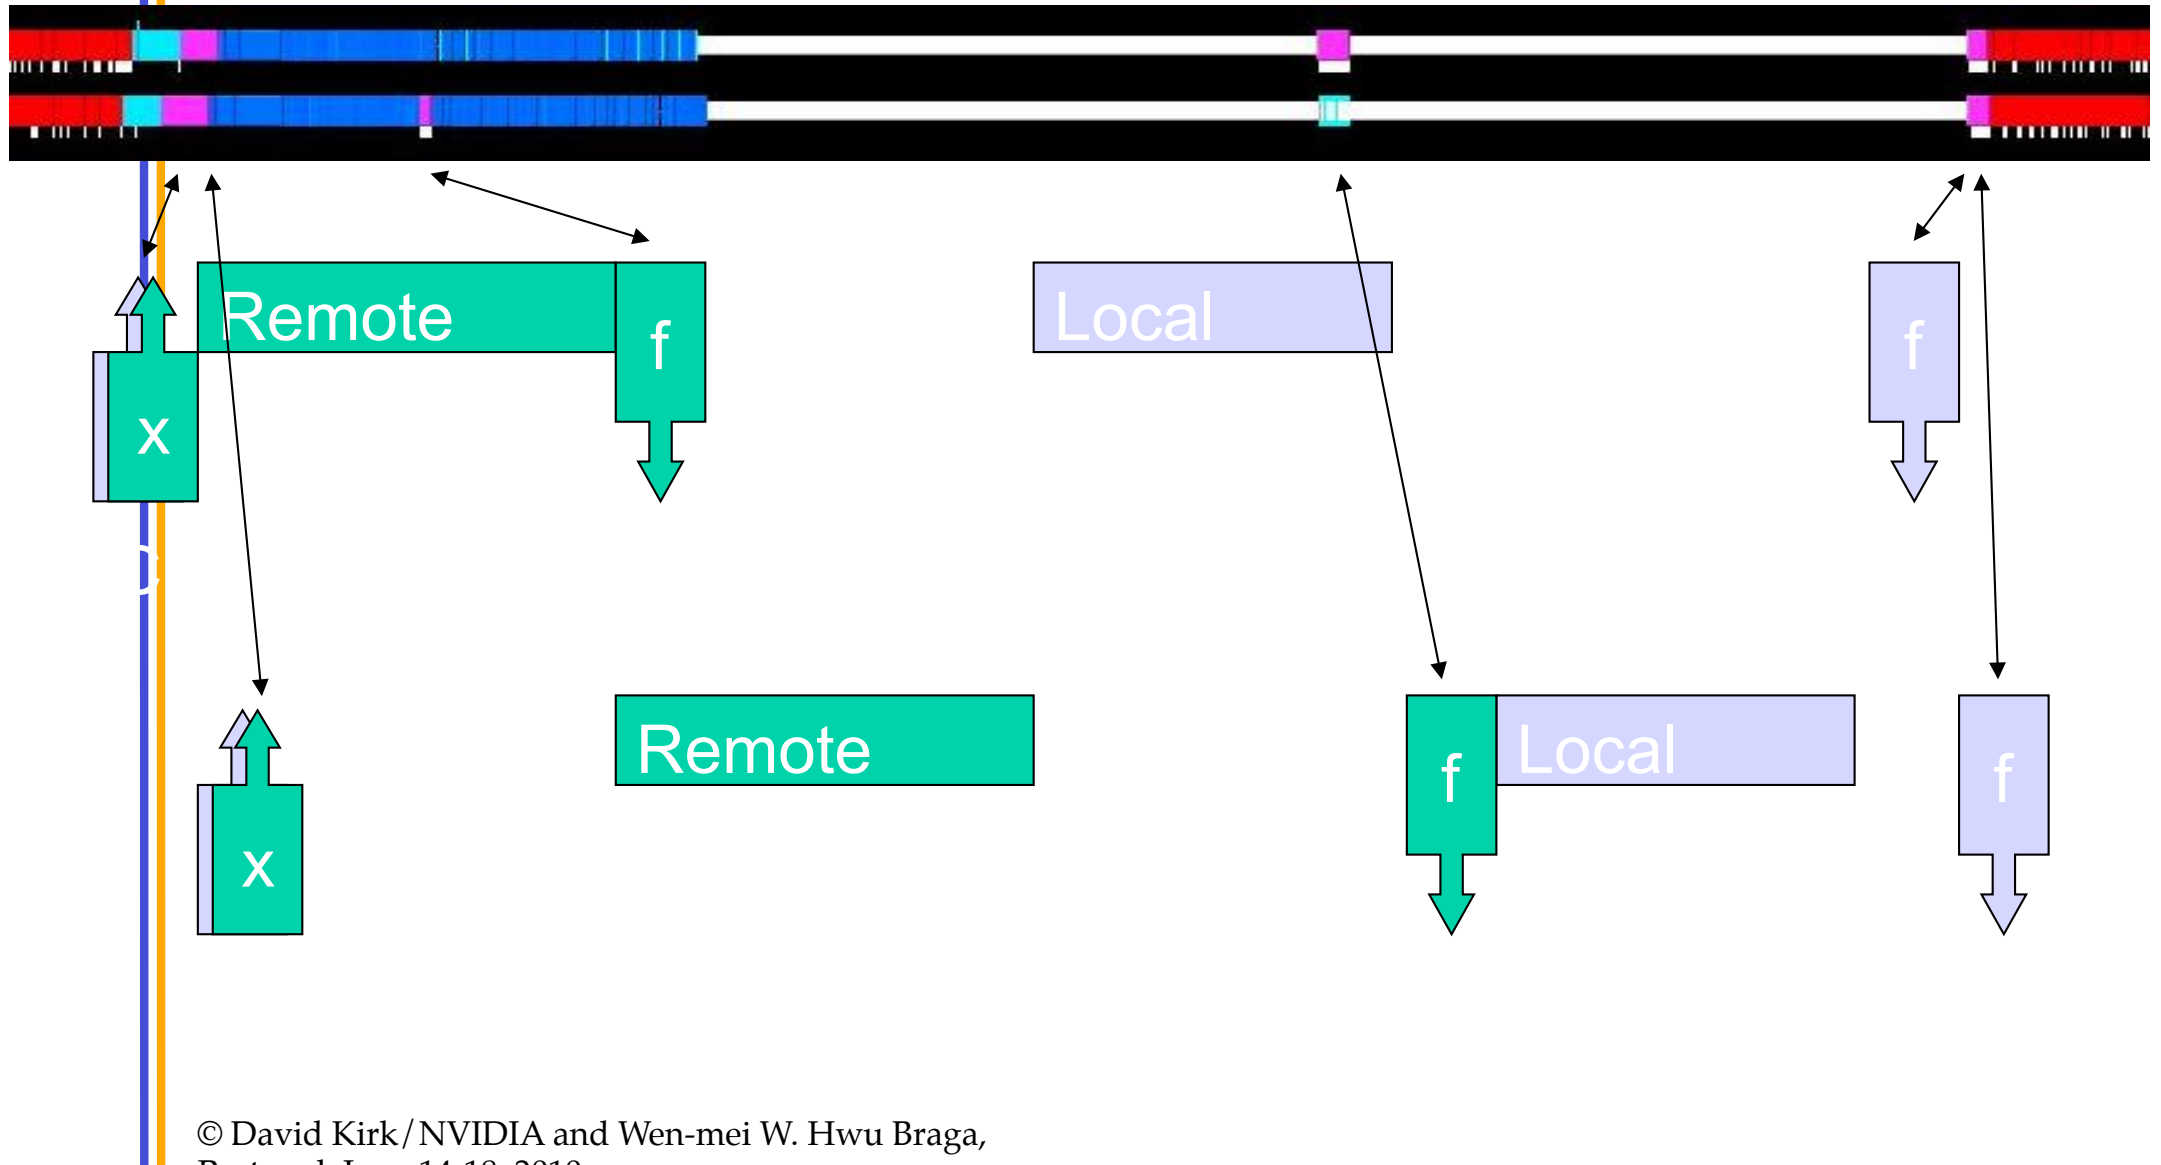 Remote
f
Local
f
x
C
Remote
f
Local
f
x
© David Kirk/NVIDIA and Wen-mei W. Hwu Braga,